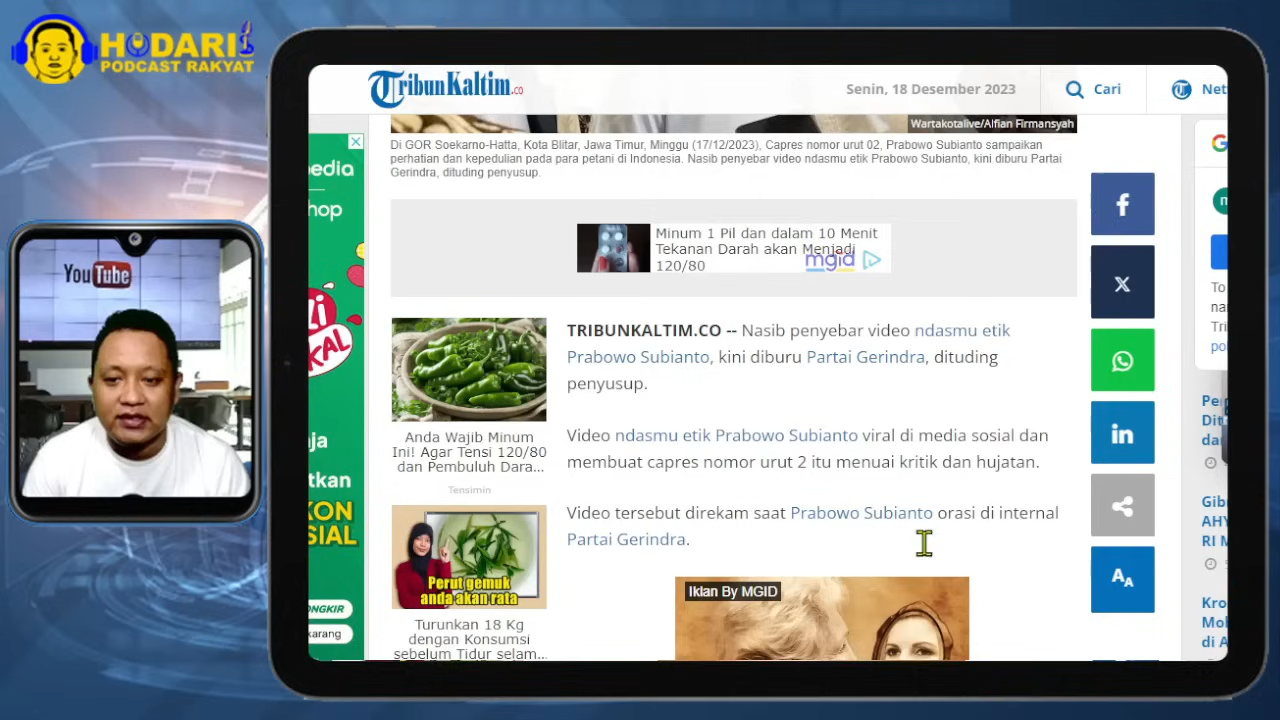 HODARI
PODCAST RAKYAT
YouTube
TribunKaltim.co
Senin, 18 Desember 2023
Cari
Wartakotalive/Alfian Firmansyah
Di GOR Soekarno-Hatta, Kota Blitar, Jawa Timur, Minggu (17/12/2023), Capres nomor urut 02, Prabowo Subianto sampaikan
perhatian dan kepedulian pada para petani di Indonesia. Nasib penyebar video ndasmu etik Prabowo Subianto, kini diburu Partai
Gerindra, dituding penyusup.
Minum 1 Pil dan dalam 10 Menit
Tekanan Darah akan Menjadi
120/80
mgid
TRIBUNKALTIM.CO -- Nasib penyebar video ndasmu etik
Prabowo Subianto, kini diburu Partai Gerindra, dituding
penyusup.
Video ndasmu etik Prabowo Subianto viral di media sosial dan
membuat capres nomor urut 2 itu menuai kritik dan hujatan.
Video tersebut direkam saat Prabowo Subianto orasi di internal
Partai Gerindra.
Iklan By MGID
Anda Wajib Minum
Ini! Agar Tensi 120/80
dan Pembuluh Dara...
Tensimin
Perut gemuk
anda akan rata
Turunkan 18 Kg
dengan Konsumsi
sebelum Tidur selam...